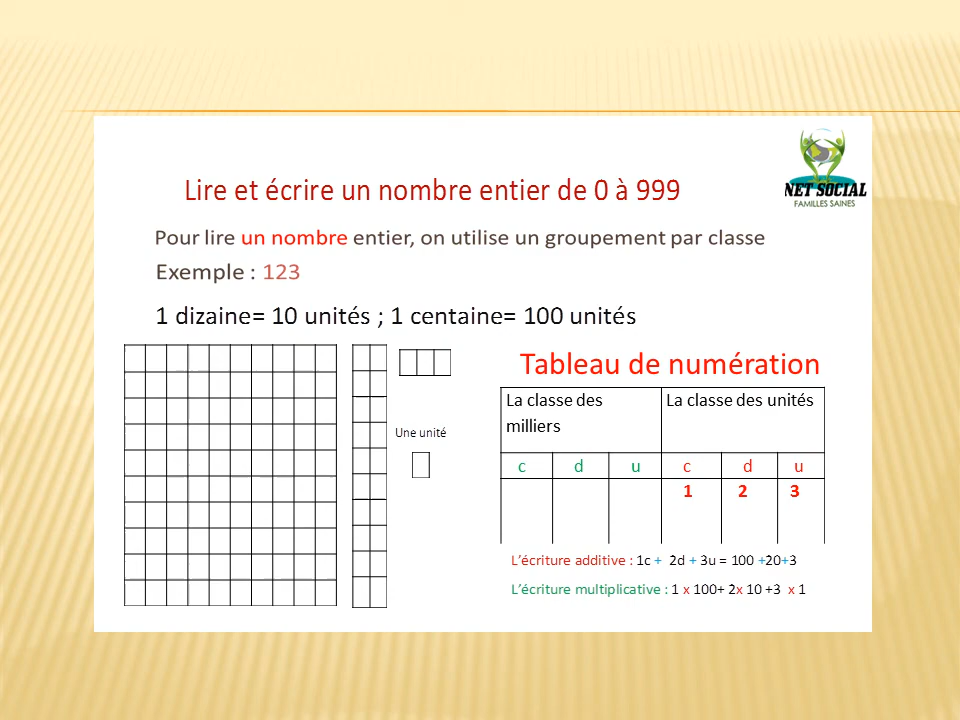 NET SOCIAL
FAMILLES SAINES
Lire et écrire un nombre entier de 0 à 999
Pour lire un nombre entier, on utilise un groupement par classe
Exemple : 123
1 dizaine= 10 unités ; 1 centaine= 100 unités
Une unité
Tableau de numération
La classe des milliers La classe des unités
c d u c d u
1 2 3
L'écriture additive : 1c + 2d + 3u = 100 +20+3
L'écriture multiplicative : 1 x 100+ 2x 10 +3 x 1